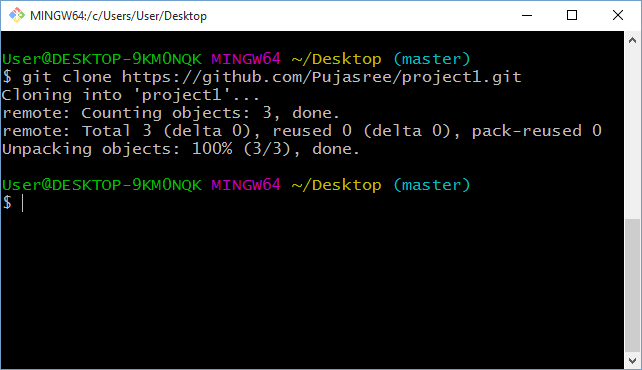 MINGW64:/c/Users/User/Desktop
User@DESKTOP-9KM0NQK MINGW64 ~/Desktop (master)
$ git clone https://github.com/Pujasree/project1.git
Cloning into 'project1'...
remote: Counting objects: 3, done.
remote: Total 3 (delta 0), reused 0 (delta 0), pack-reused 0
Unpacking objects: 100% (3/3), done.
User@DESKTOP-9KM0NQK MINGW64 ~/Desktop (master)
$